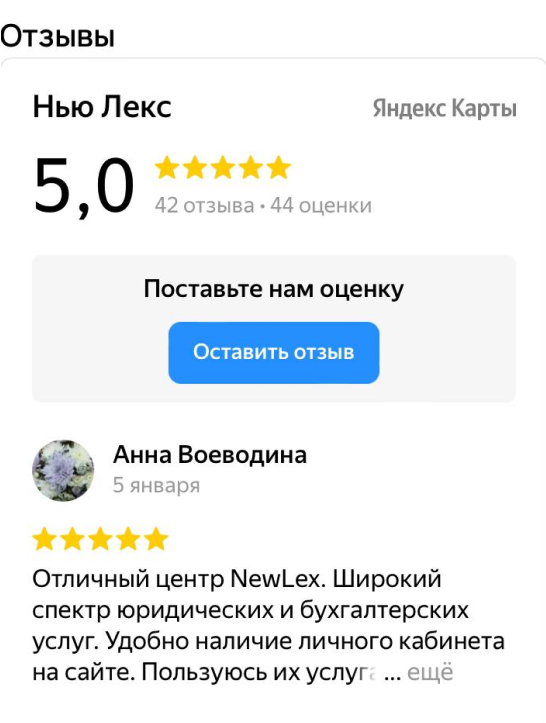 Отзывы
Нью Лекс
Яндекс Карты
5,0
42 отзыва • 44 оценки
Поставьте нам оценку
Оставить отзыв
Анна Воеводина
5 января
Отличный центр NewLex. Широкий
спектр юридических и бухгалтерских
услуг. Удобно наличие личного кабинета
на сайте. Пользуюсь их услуга ... ещё